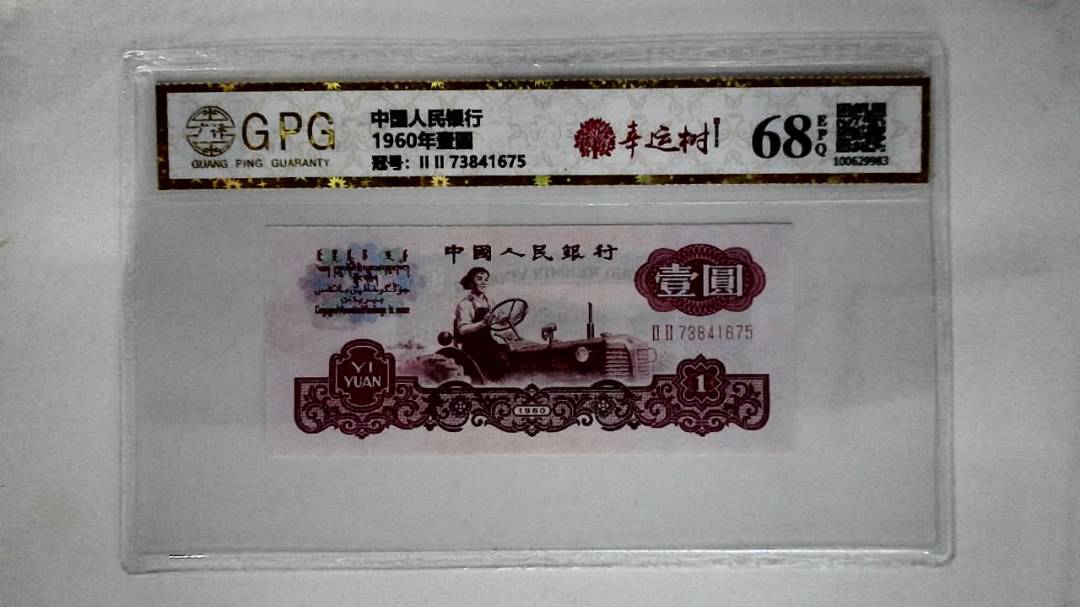 广评
GPG
GUANG PING GUARANTY
中国人民银行
1960年壹圆
冠号：II II 73841675
幸运树
68
EPQ
100629983
中國人民銀行
壹圓
II II 73841675
YI
YUAN
1960
1